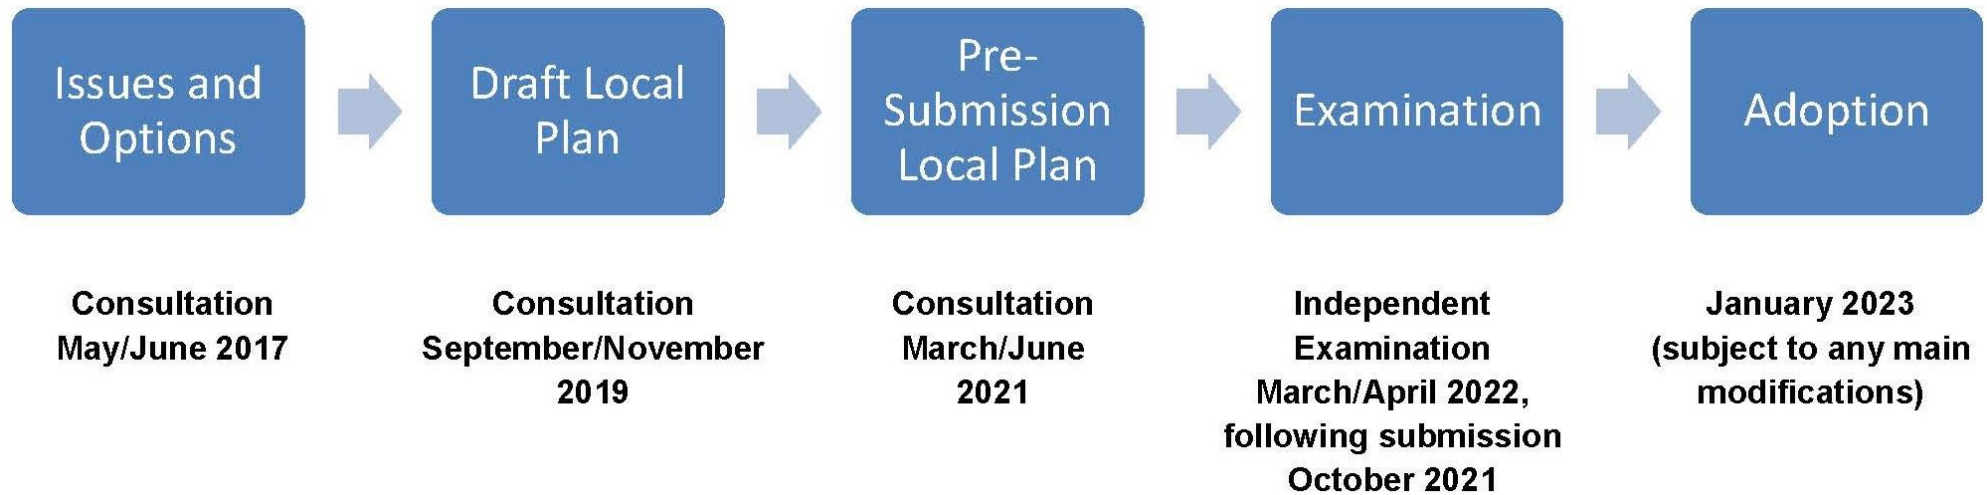 Issues and
Options
Draft Local
Plan
Pre-
Submission
Local Plan
Examination
Adoption
Consultation
May/June 2017
Consultation
September/November
2019
Consultation
March/June
2021
Independent
Examination
March/April 2022,
following submission
October 2021
January 2023
(subject to any main
modifications)